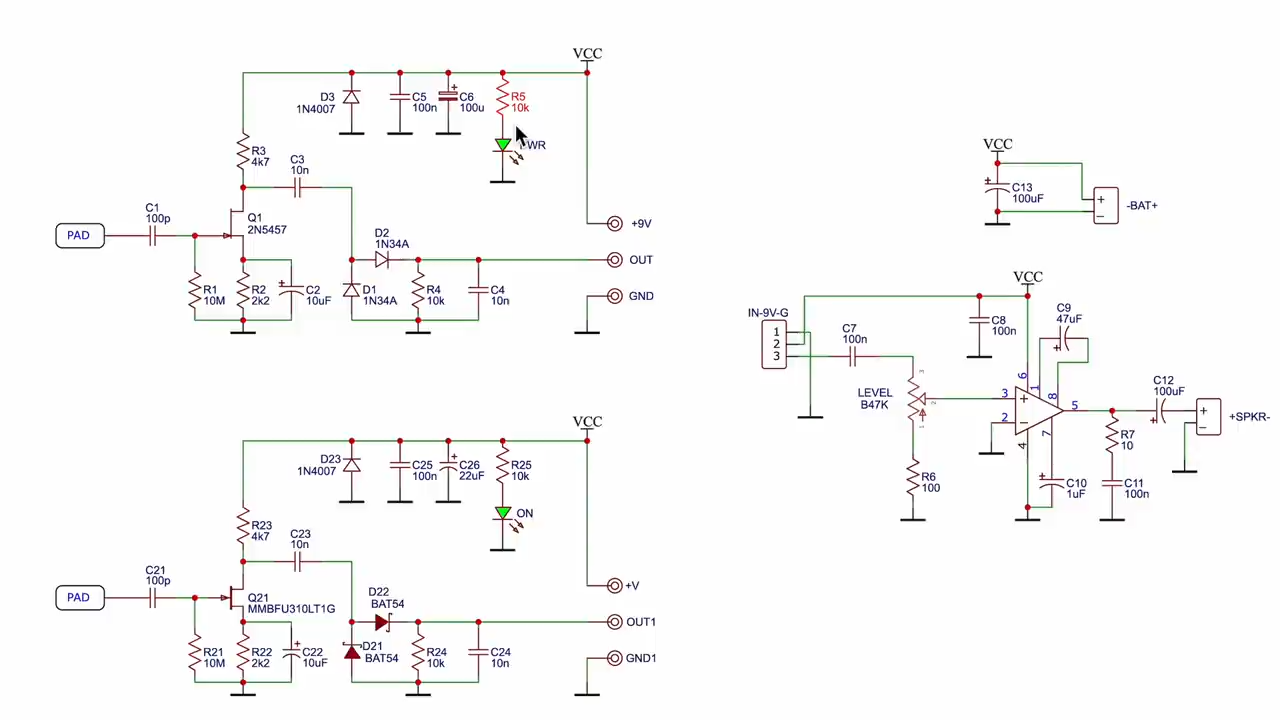 VCC
D3
1N4007
C5
100n
C6
100u
R5
10k
PWR
R3
4k7
C3
10n
C1
100p
PAD
Q1
2N5457
D2
1N34A
+9V
OUT
R1
10M
R2
2k2
C2
10uF
D1
1N34A
R4
10k
C4
10n
GND
VCC
D23
1N4007
C25
100n
C26
22uF
R25
10k
ON
R23
4k7
C23
10n
C21
100p
PAD
Q21
MMBFU310LT1G
D22
BAT54
+V
OUT1
R21
10M
R22
2k2
C22
10uF
D21
BAT54
R24
10k
C24
10n
GND1
VCC
C13
100uF
+
−
-BAT+
VCC
IN-9V-G
1
2
3
C7
100n
C8
100n
C9
47uF
LEVEL
B47K
3
2
1
R6
100
3
2
6
1
8
5
4
7
C10
1uF
R7
10
C11
100n
C12
100uF
+
−
+SPKR-